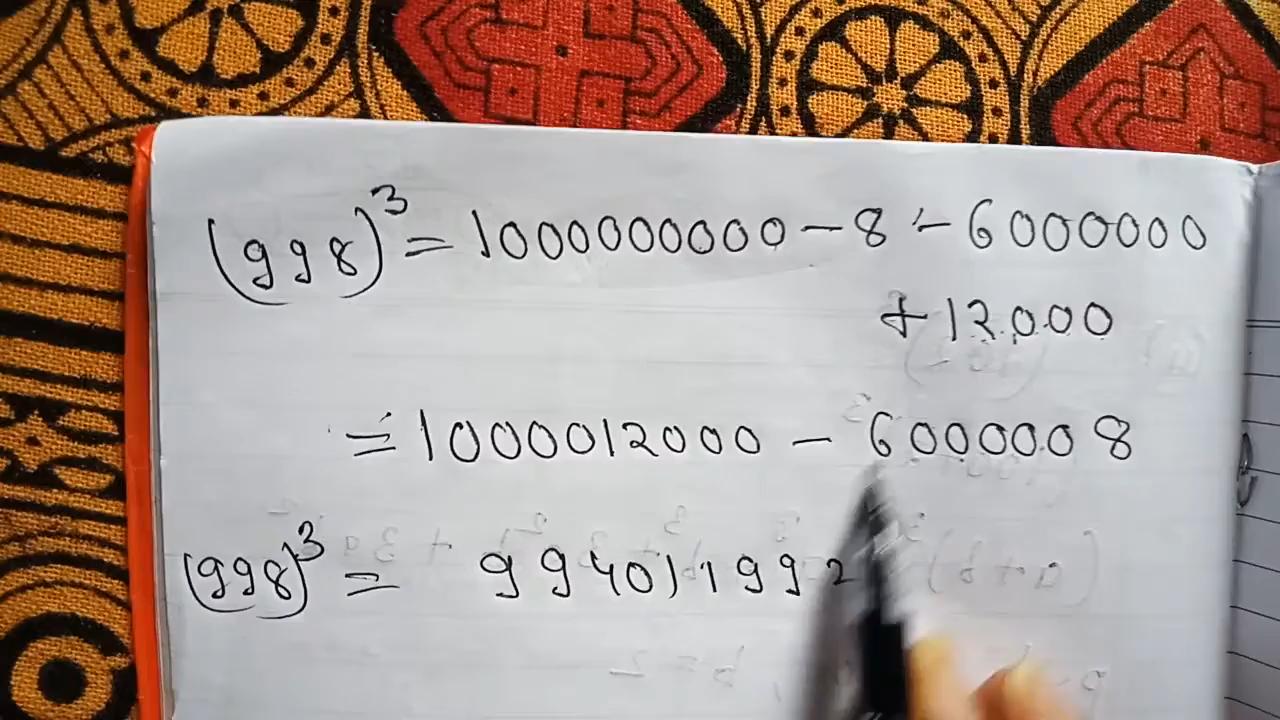 (998)³ = 1000000000 - 8 - 6000000
+ 12000
= 1000012000 - 6000008
(998)³ = 994011992